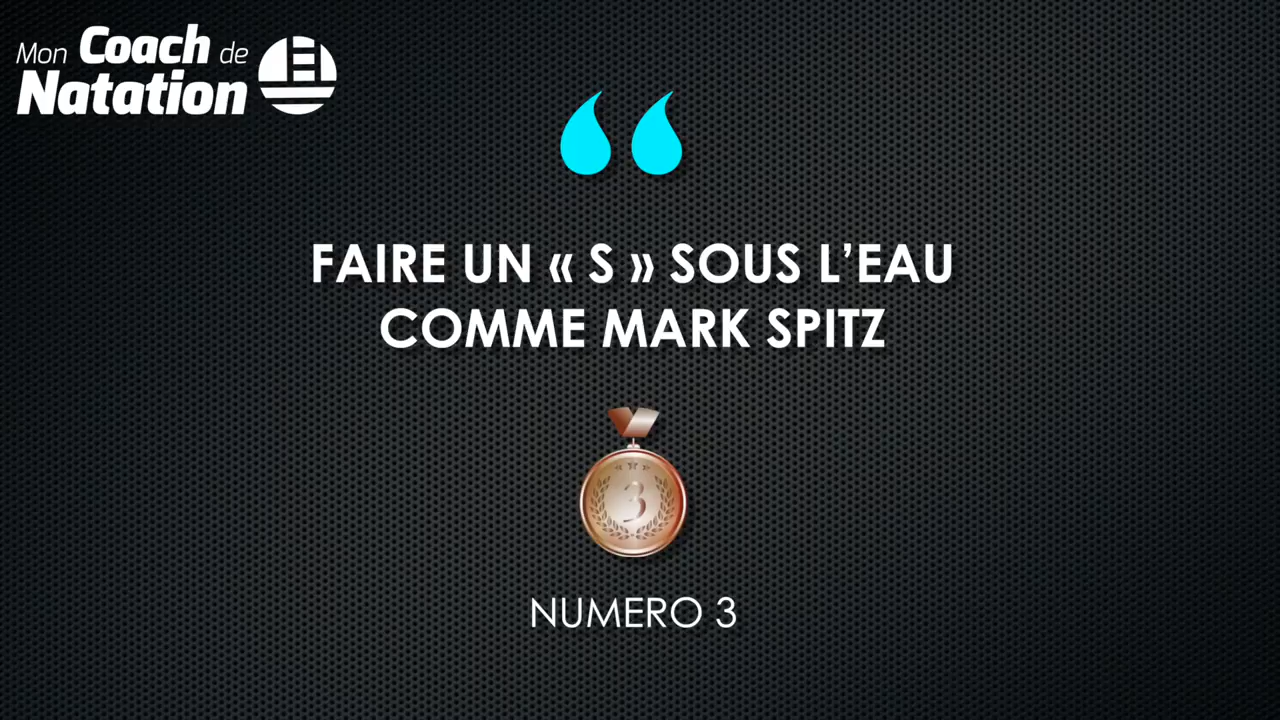 Mon Coach de
Natation
FAIRE UN « S » SOUS L’EAU
COMME MARK SPITZ
3
NUMERO 3